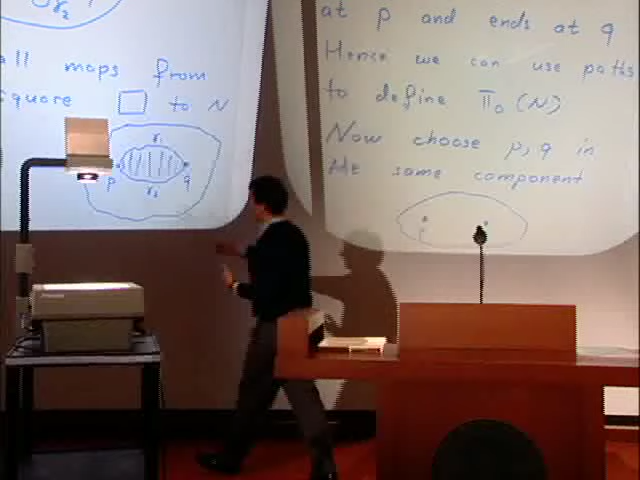 γ₂
all maps from
square □ to N
γ₁
p γ₂ q
at p and ends at q
Hence we can use paths
to define π₀(N)
Now choose p, q in
the same component